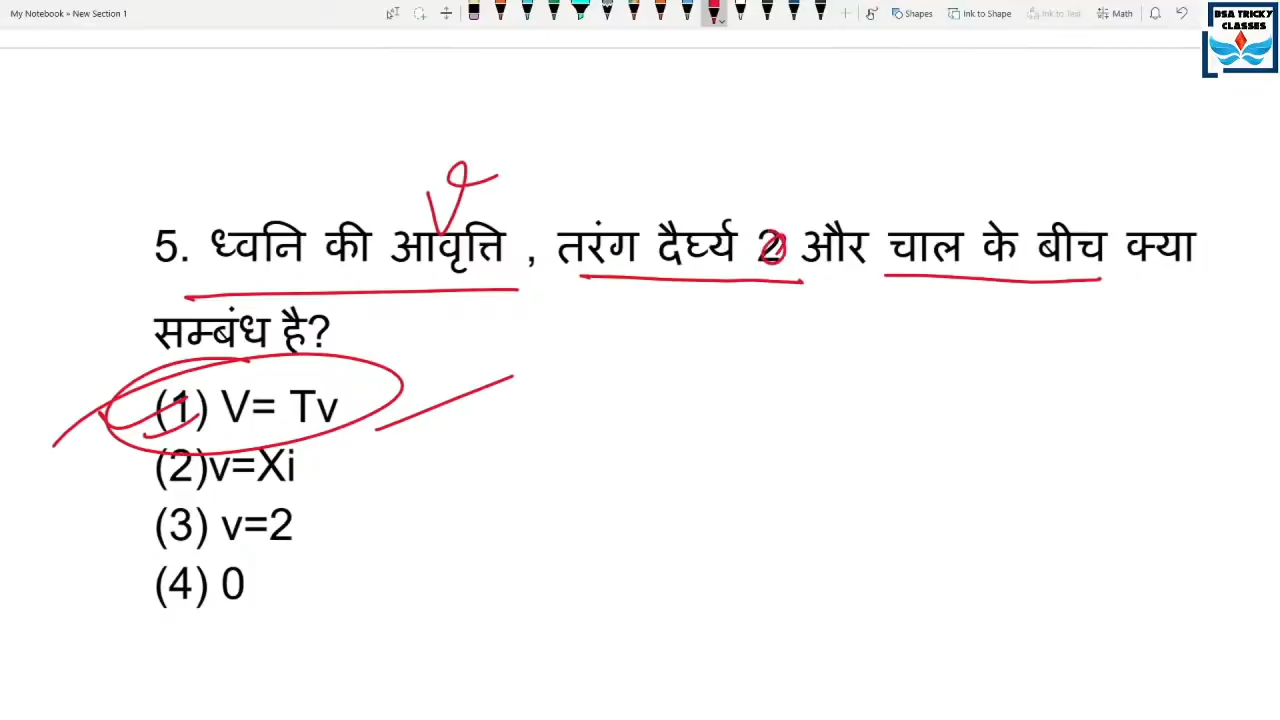 My Notebook » New Section 1
Shapes Ink to Shape Ink to Text Math
BSA TRICKY
CLASSES
5. ध्वनि की आवृत्ति , तरंग दैर्घ्य 2 और चाल के बीच क्या
सम्बंध है?
(1) V= Tv
(2)v=Xi
(3) v=2
(4) 0